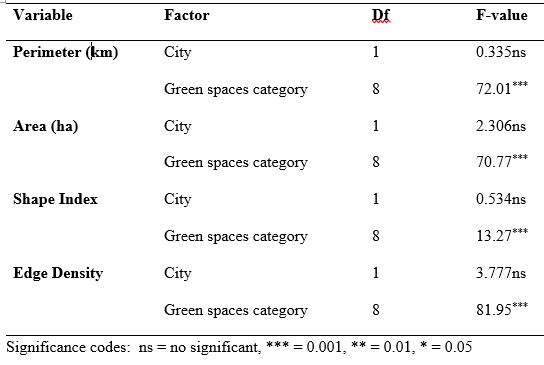 Variable Factor Df F-value
Perimeter (km) City 1 0.335ns
Green spaces category 8 72.01***
Area (ha) City 1 2.306ns
Green spaces category 8 70.77***
Shape Index City 1 0.534ns
Green spaces category 8 13.27***
Edge Density City 1 3.777ns
Green spaces category 8 81.95***
Significance codes: ns = no significant, *** = 0.001, ** = 0.01, * = 0.05